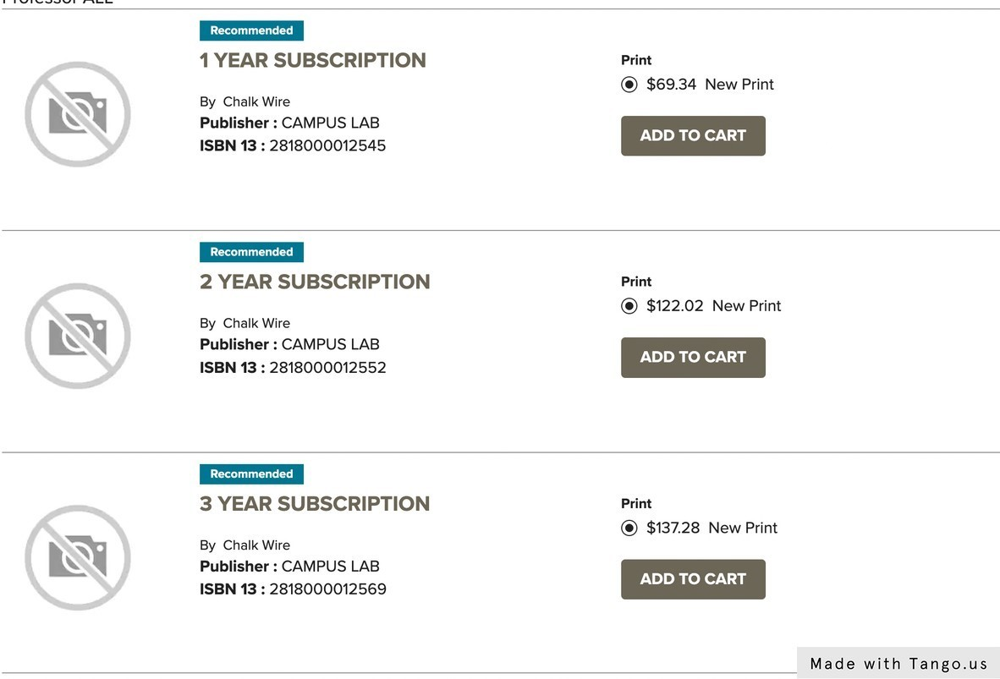 Professor ALL
Recommended
1 YEAR SUBSCRIPTION
By Chalk Wire
Publisher : CAMPUS LAB
ISBN 13 : 2818000012545
Print
$69.34 New Print
ADD TO CART
Recommended
2 YEAR SUBSCRIPTION
By Chalk Wire
Publisher : CAMPUS LAB
ISBN 13 : 2818000012552
Print
$122.02 New Print
ADD TO CART
Recommended
3 YEAR SUBSCRIPTION
By Chalk Wire
Publisher : CAMPUS LAB
ISBN 13 : 2818000012569
Print
$137.28 New Print
ADD TO CART
Made with Tango.us